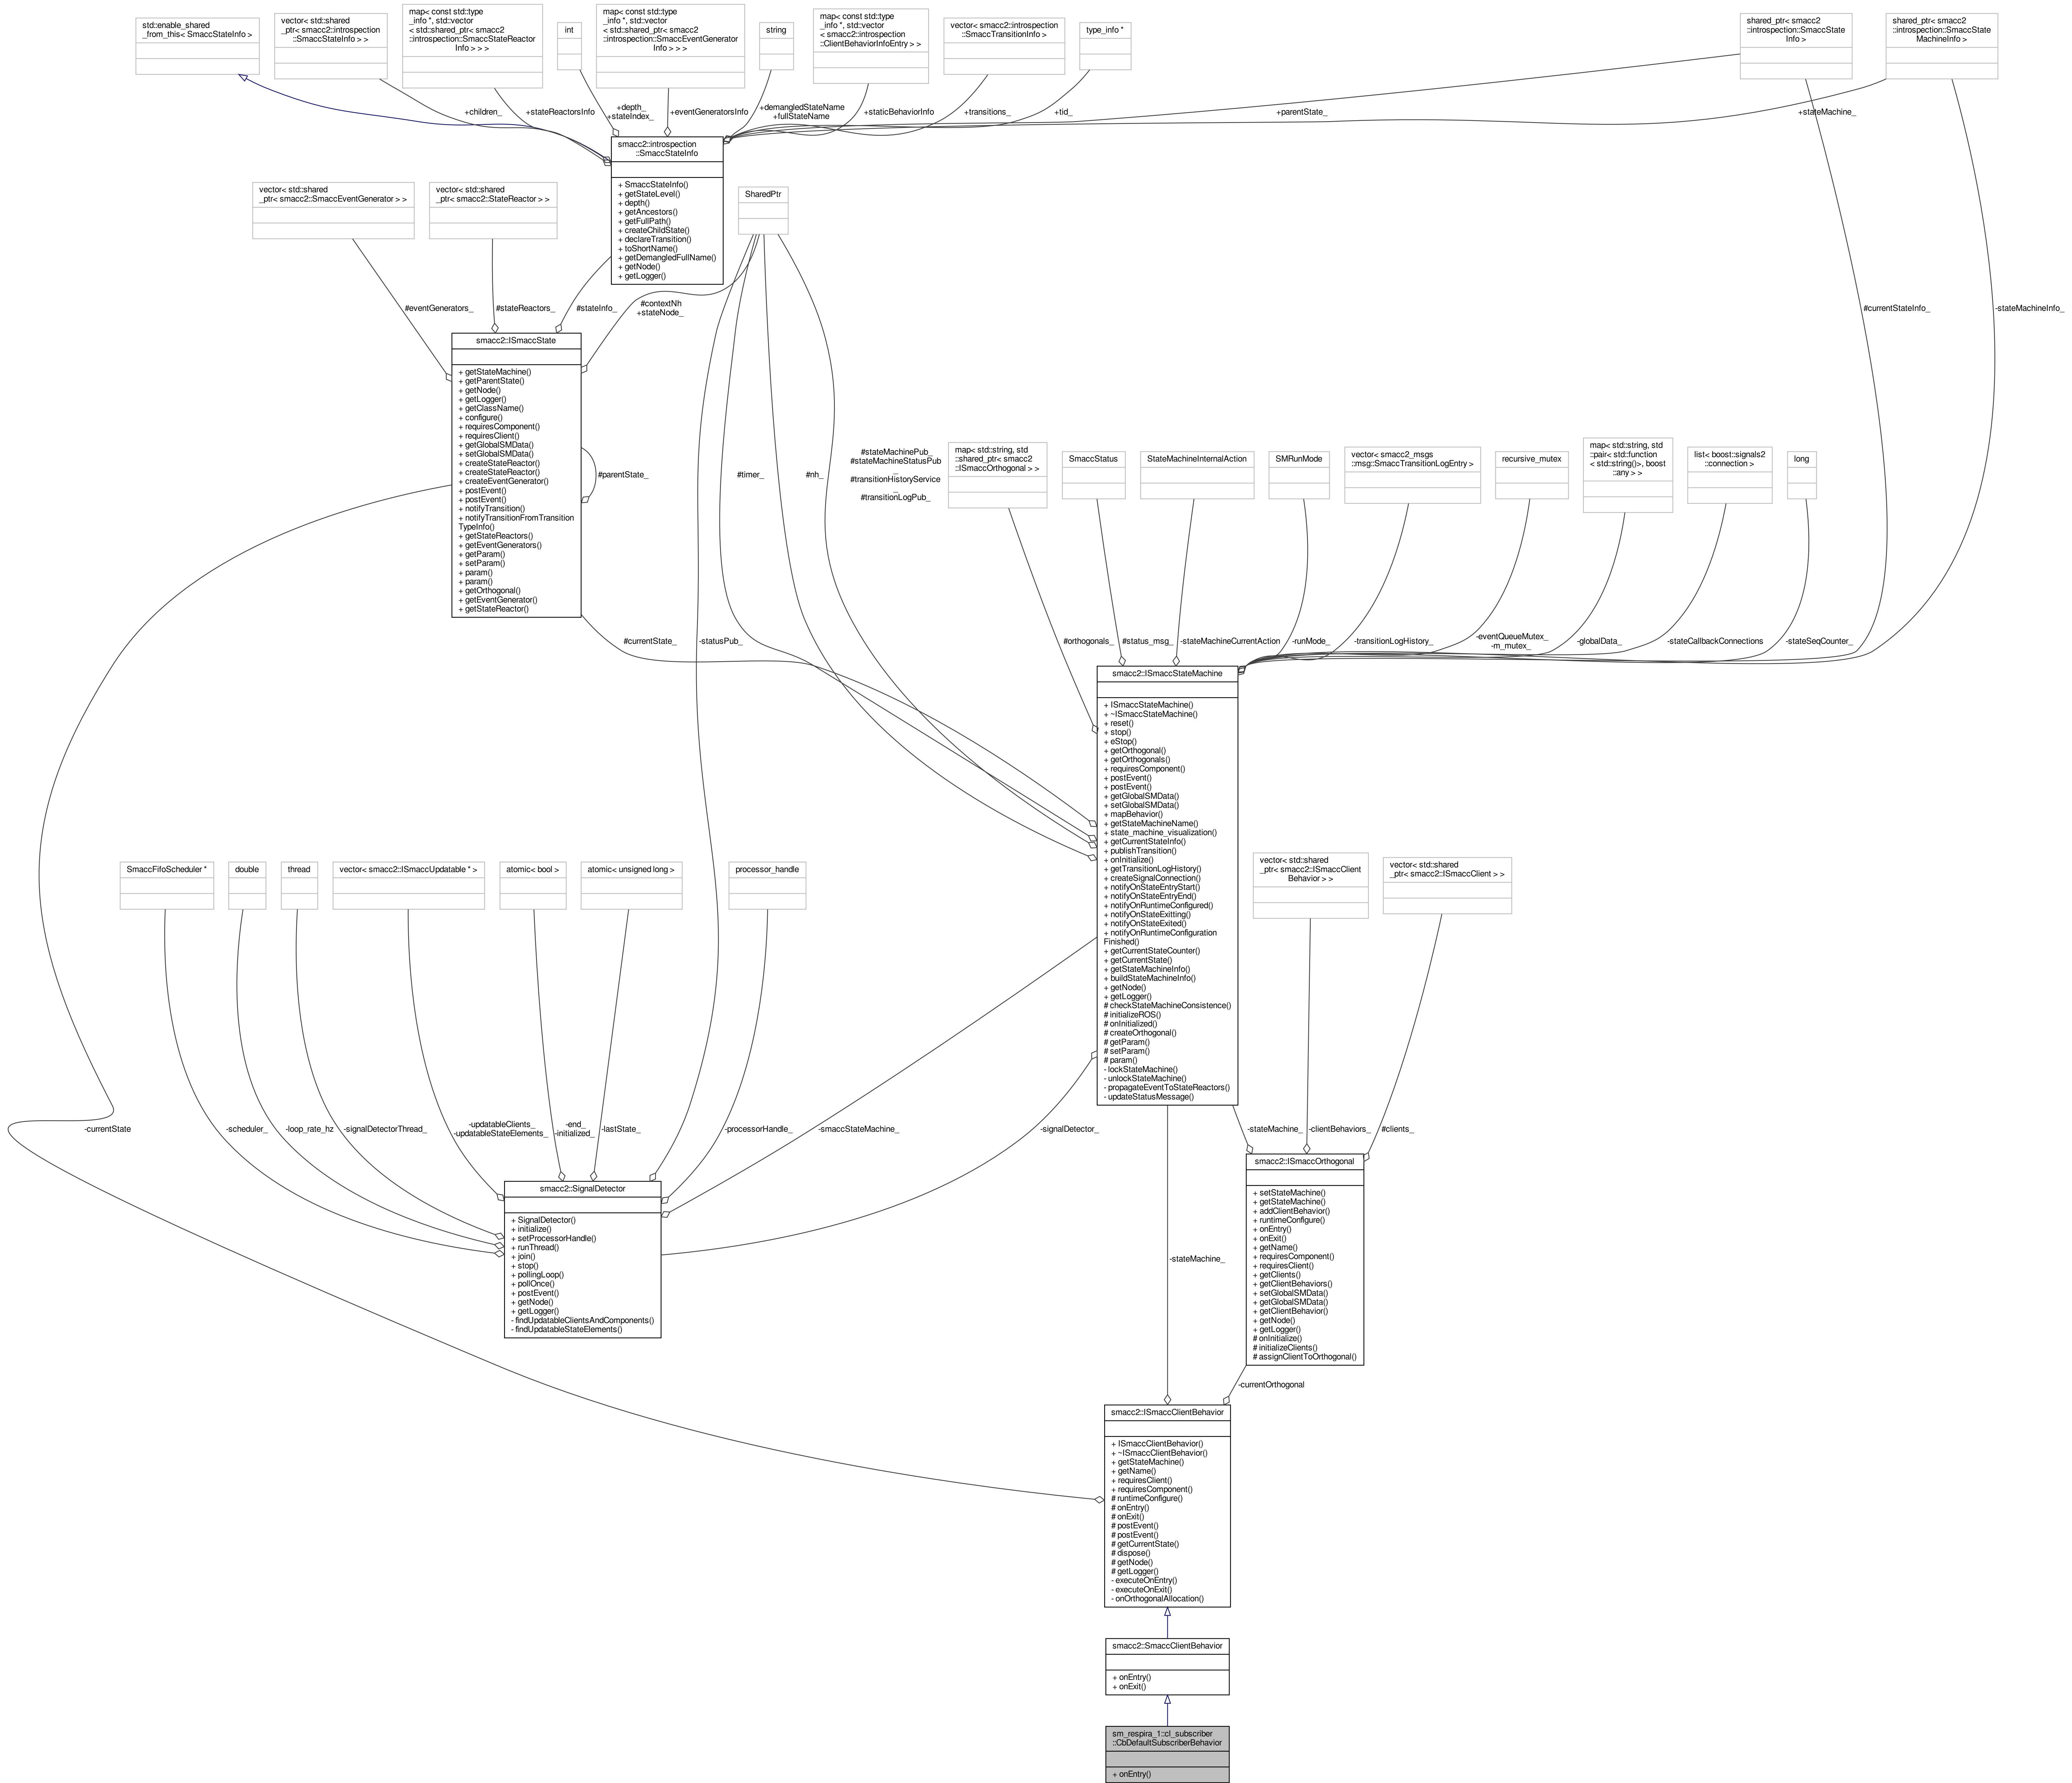 std::enable_shared
_from_this< SmaccStateInfo >
vector< std::shared
_ptr< smacc2::introspection
::SmaccStateInfo > >
map< const std::type
_info *, std::vector
< std::shared_ptr< smacc2
::introspection::SmaccStateReactor
Info > > >
int
map< const std::type
_info *, std::vector
< std::shared_ptr< smacc2
::introspection::SmaccEventGenerator
Info > > >
string
map< const std::type
_info *, std::vector
< smacc2::introspection
::ClientBehaviorInfoEntry > >
vector< smacc2::introspection
::SmaccTransitionInfo >
type_info *
shared_ptr< smacc2
::introspection::SmaccState
Info >
shared_ptr< smacc2
::introspection::SmaccState
MachineInfo >
+children_
+stateReactorsInfo
+depth_
+stateIndex_
+eventGeneratorsInfo
+demangledStateName
+fullStateName
+staticBehaviorInfo
+transitions_
+tid_
+parentState_
+stateMachine_
smacc2::introspection
::SmaccStateInfo
+ SmaccStateInfo()
+ getStateLevel()
+ depth()
+ getAncestors()
+ getFullPath()
+ createChildState()
+ declareTransition()
+ toShortName()
+ getDemangledFullName()
+ getNode()
+ getLogger()
vector< std::shared
_ptr< smacc2::SmaccEventGenerator > >
vector< std::shared
_ptr< smacc2::StateReactor > >
SharedPtr
#eventGenerators_
#stateReactors_
#stateInfo_
#contextNh
+stateNode_
#currentStateInfo_
-stateMachineInfo_
smacc2::ISmaccState
+ getStateMachine()
+ getParentState()
+ getNode()
+ getLogger()
+ getClassName()
+ configure()
+ requiresComponent()
+ requiresClient()
+ getGlobalSMData()
+ setGlobalSMData()
+ createStateReactor()
+ createStateReactor()
+ createEventGenerator()
+ postEvent()
+ postEvent()
+ notifyTransition()
+ notifyTransitionFromTransition
TypeInfo()
+ getStateReactors()
+ getEventGenerators()
+ getParam()
+ setParam()
+ param()
+ param()
+ getOrthogonal()
+ getEventGenerator()
+ getStateReactor()
#parentState_
#timer_
#nh_
#stateMachinePub_
#stateMachineStatusPub
_
#transitionHistoryService
_
#transitionLogPub_
map< std::string, std
::shared_ptr< smacc2
::ISmaccOrthogonal > >
SmaccStatus
StateMachineInternalAction
SMRunMode
vector< smacc2_msgs
::msg::SmaccTransitionLogEntry >
recursive_mutex
map< std::string, std
::pair< std::function
< std::string()>, boost
::any > >
list< boost::signals2
::connection >
long
#currentState_
-statusPub_
#orthogonals_
#status_msg_
-stateMachineCurrentAction
-runMode_
-transitionLogHistory_
-eventQueueMutex_
-m_mutex_
-globalData_
-stateCallbackConnections
-stateSeqCounter_
smacc2::ISmaccStateMachine
+ ISmaccStateMachine()
+ ~ISmaccStateMachine()
+ reset()
+ stop()
+ eStop()
+ getOrthogonal()
+ getOrthogonals()
+ requiresComponent()
+ postEvent()
+ postEvent()
+ getGlobalSMData()
+ setGlobalSMData()
+ mapBehavior()
+ getStateMachineName()
+ state_machine_visualization()
+ getCurrentStateInfo()
+ publishTransition()
+ onInitialize()
+ getTransitionLogHistory()
+ createSignalConnection()
+ notifyOnStateEntryStart()
+ notifyOnStateEntryEnd()
+ notifyOnRuntimeConfigured()
+ notifyOnStateExitting()
+ notifyOnStateExited()
+ notifyOnRuntimeConfiguration
Finished()
+ getCurrentStateCounter()
+ getCurrentState()
+ getStateMachineInfo()
+ buildStateMachineInfo()
+ getNode()
+ getLogger()
# checkStateMachineConsistence()
# initializeROS()
# onInitialized()
# createOrthogonal()
# getParam()
# setParam()
# param()
- lockStateMachine()
- unlockStateMachine()
- propagateEventToStateReactors()
- updateStatusMessage()
SmaccFifoScheduler *
double
thread
vector< smacc2::ISmaccUpdatable * >
atomic< bool >
atomic< unsigned long >
processor_handle
vector< std::shared
_ptr< smacc2::ISmaccClient
Behavior > >
vector< std::shared
_ptr< smacc2::ISmaccClient > >
-currentState
-scheduler_
-loop_rate_hz
-signalDetectorThread_
-updatableClients_
-updatableStateElements_
-end_
-initialized_
-lastState_
-processorHandle_
-smaccStateMachine_
-signalDetector_
-stateMachine_
-clientBehaviors_
#clients_
smacc2::SignalDetector
+ SignalDetector()
+ initialize()
+ setProcessorHandle()
+ runThread()
+ join()
+ stop()
+ pollingLoop()
+ pollOnce()
+ postEvent()
+ getNode()
+ getLogger()
- findUpdatableClientsAndComponents()
- findUpdatableStateElements()
smacc2::ISmaccOrthogonal
+ setStateMachine()
+ getStateMachine()
+ addClientBehavior()
+ runtimeConfigure()
+ onEntry()
+ onExit()
+ getName()
+ requiresComponent()
+ requiresClient()
+ getClients()
+ getClientBehaviors()
+ setGlobalSMData()
+ getGlobalSMData()
+ getClientBehavior()
+ getNode()
+ getLogger()
# onInitialize()
# initializeClients()
# assignClientToOrthogonal()
-stateMachine_
-currentOrthogonal
smacc2::ISmaccClientBehavior
+ ISmaccClientBehavior()
+ ~ISmaccClientBehavior()
+ getStateMachine()
+ getName()
+ requiresClient()
+ requiresComponent()
# runtimeConfigure()
# onEntry()
# onExit()
# postEvent()
# postEvent()
# getCurrentState()
# dispose()
# getNode()
# getLogger()
- executeOnEntry()
- executeOnExit()
- onOrthogonalAllocation()
smacc2::SmaccClientBehavior
+ onEntry()
+ onExit()
sm_respira_1::cl_subscriber
::CbDefaultSubscriberBehavior
+ onEntry()